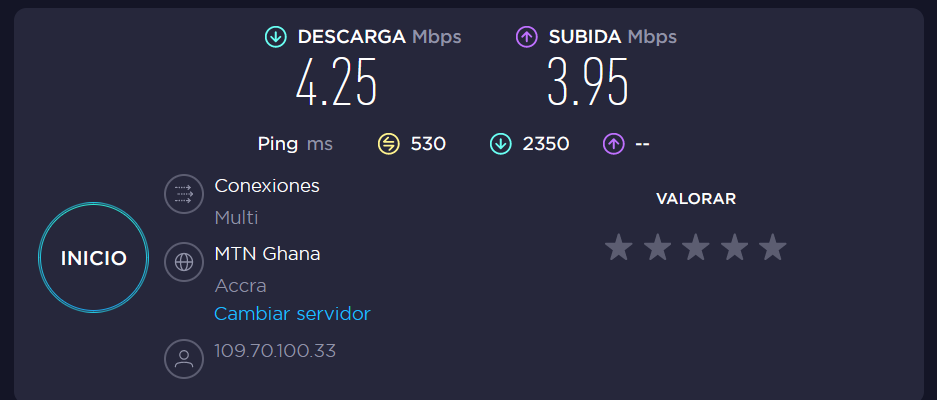 DESCARGA Mbps SUBIDA Mbps
4.25 3.95
Ping ms 530 2350 --
Conexiones
Multi
VALORAR
INICIO
MTN Ghana
Accra
Cambiar servidor
109.70.100.33